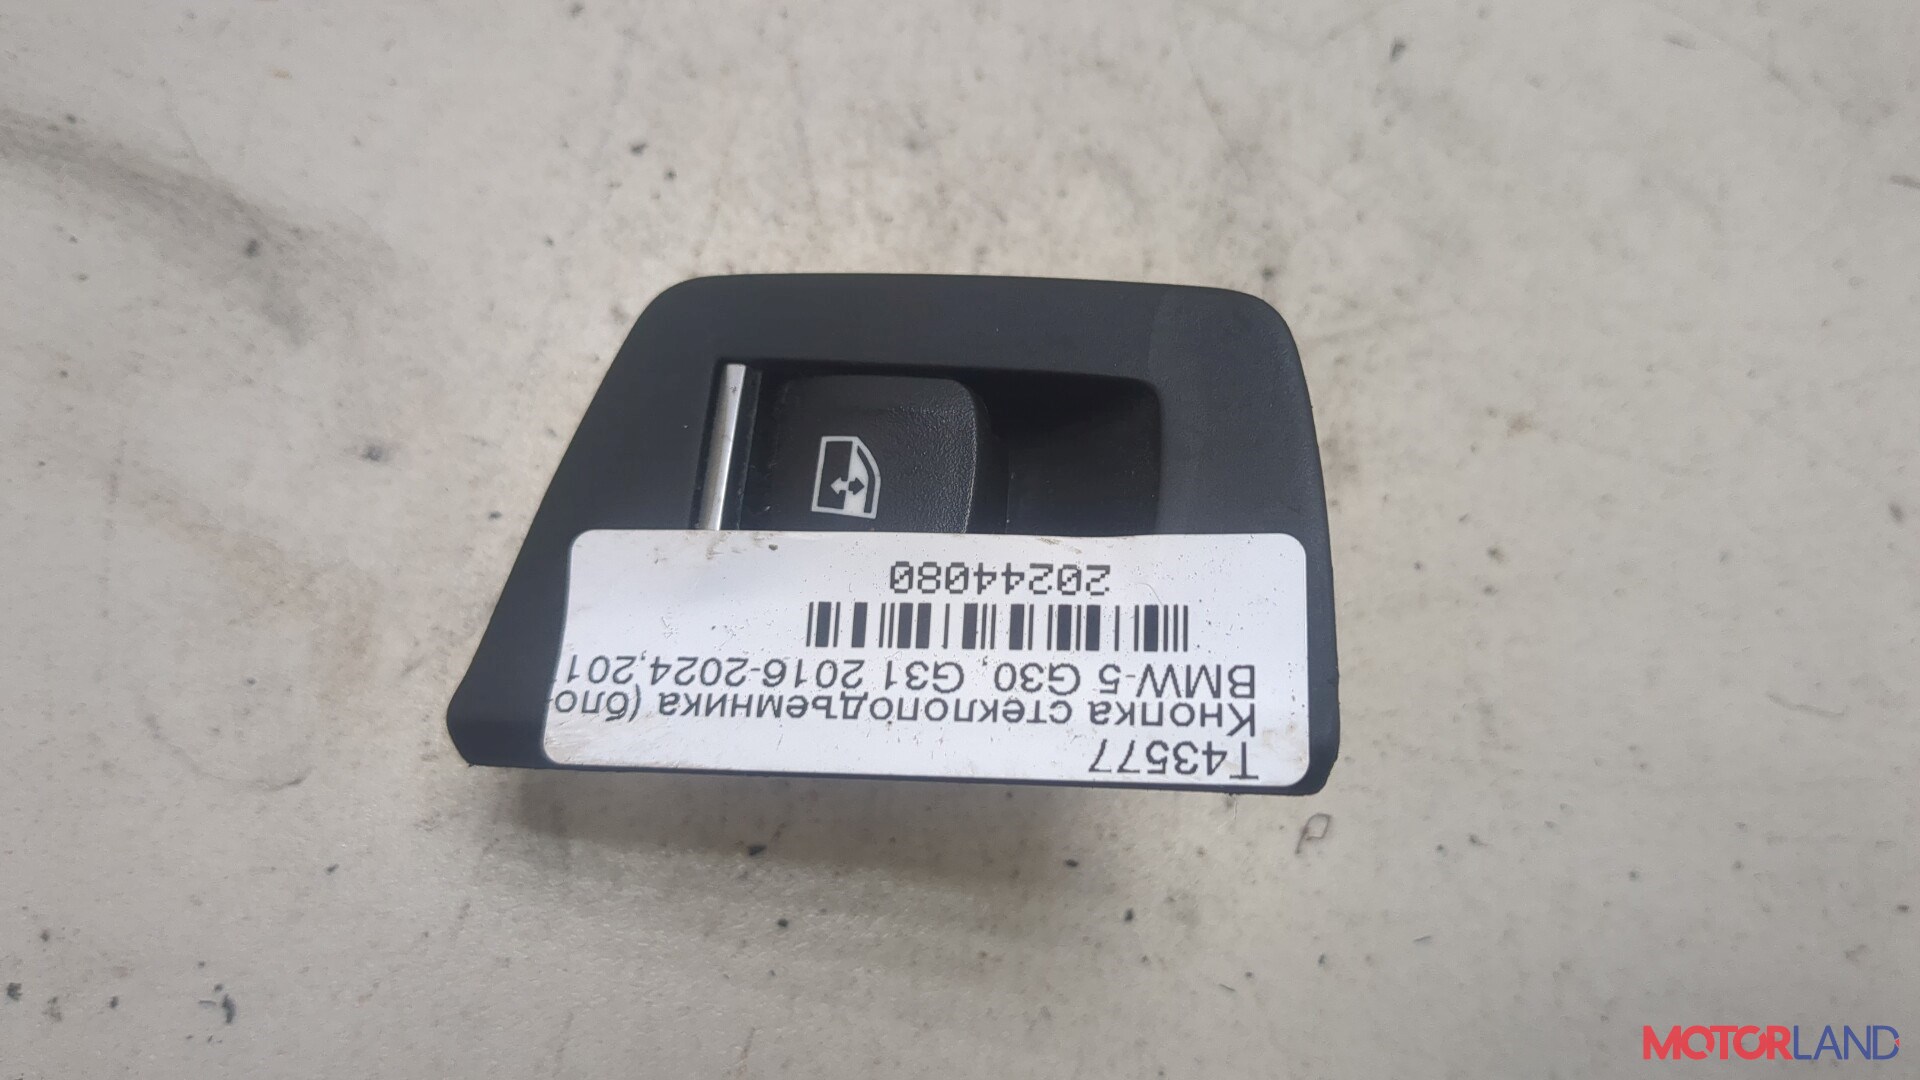 T43577
Кнопка стеклоподъемника (бло
BMW-5 G30, G31 2016-2024,201
20244080
MOTORLAND